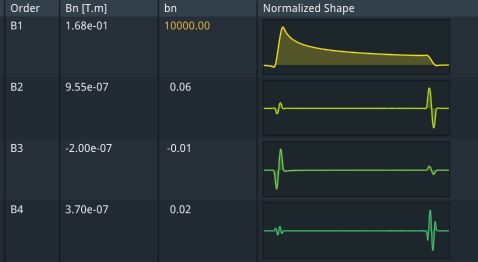 Order Bn [T.m] bn Normalized Shape
B1 1.68e-01 10000.00
B2 9.55e-07 0.06
B3 -2.00e-07 -0.01
B4 3.70e-07 0.02